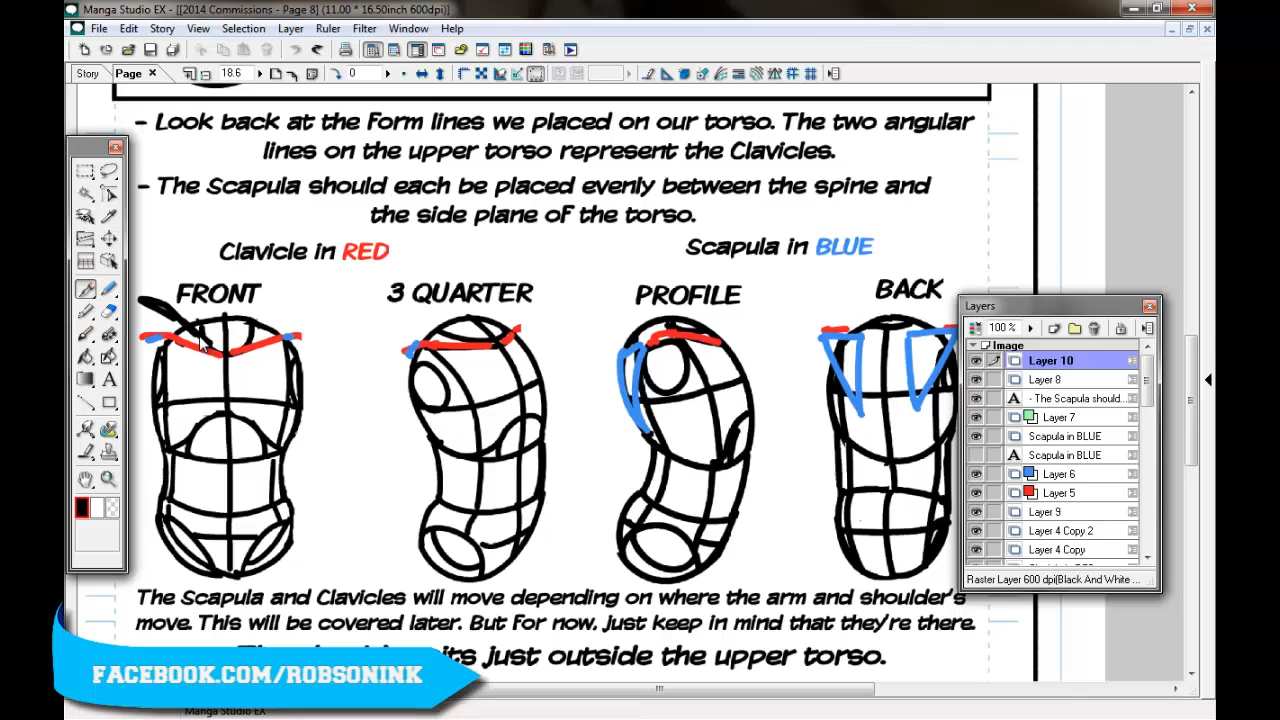 Manga Studio EX - [[2014 Commissions - Page 8] (11.00 * 16.50inch 600dpi)]
File Edit Story View Selection Layer Ruler Filter Window Help
Story Page 18.6 0
- Look back at the Form lines we placed on our torso. The two angular
lines on the upper torso represent the Clavicles.
- The Scapula should each be placed evenly between the spine and
the side plane of the torso.
Clavicle in RED
Scapula in BLUE
FRONT
3 QUARTER
PROFILE
BACK
Layers
100 %
Image
Layer 10
Layer 8
- The Scapula should...
Layer 7
Scapula in BLUE
Scapula in BLUE
Layer 6
Layer 5
Layer 9
Layer 4 Copy 2
Layer 4 Copy
Raster Layer 600 dpi(Black And White ...
The Scapula and Clavicles will move depending on where the arm and shoulder's
move. This will be covered later. But For now, just keep in mind that they're there.
its just outside the upper torso.
FACEBOOK.COM/ROBSONINK
Manga Studio EX